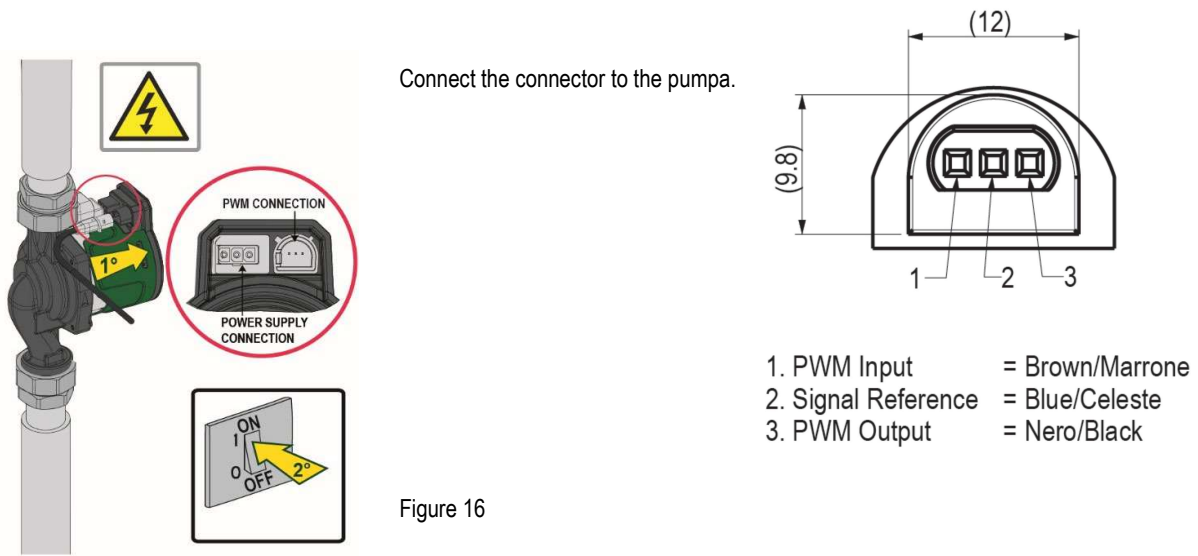 Connect the connector to the pumpa.
PWM CONNECTION
1°
POWER SUPPLY
CONNECTION
ON
1
0
OFF
2°
Figure 16
(12)
(9.8)
1
2
3
1. PWM Input = Brown/Marrone
2. Signal Reference = Blue/Celeste
3. PWM Output = Nero/Black